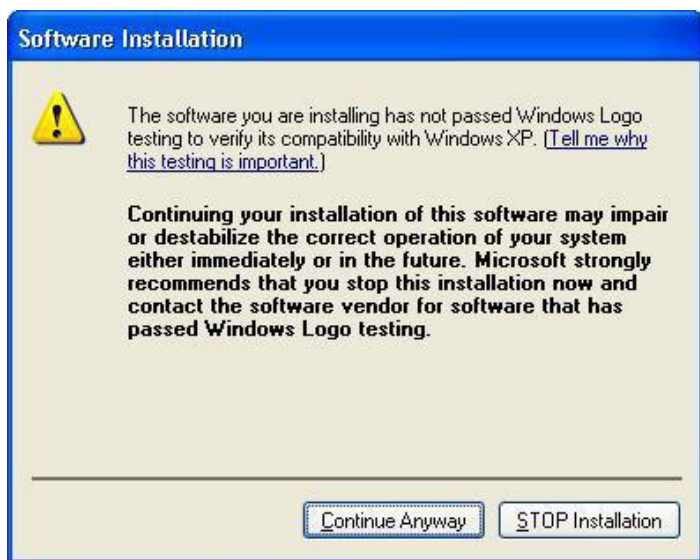 Software Installation
The software you are installing has not passed Windows Logo
testing to verify its compatibility with Windows XP. (Tell me why
this testing is important.)
Continuing your installation of this software may impair
or destabilize the correct operation of your system
either immediately or in the future. Microsoft strongly
recommends that you stop this installation now and
contact the software vendor for software that has
passed Windows Logo testing.
Continue Anyway
STOP Installation